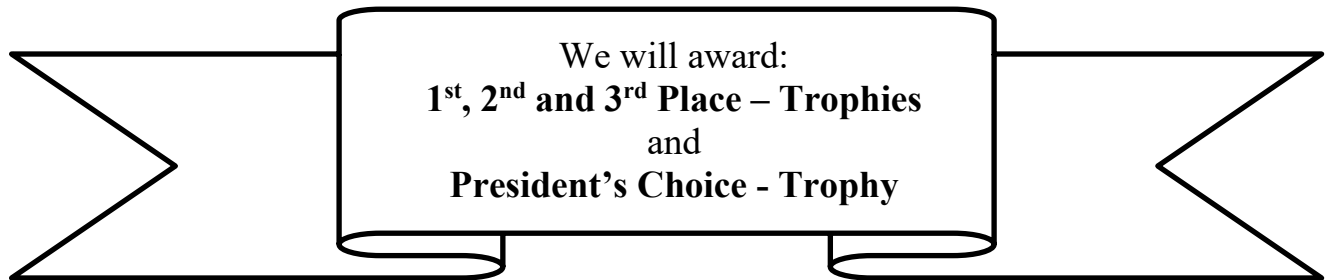 We will award:
1st, 2nd and 3rd Place – Trophies
and
President’s Choice - Trophy